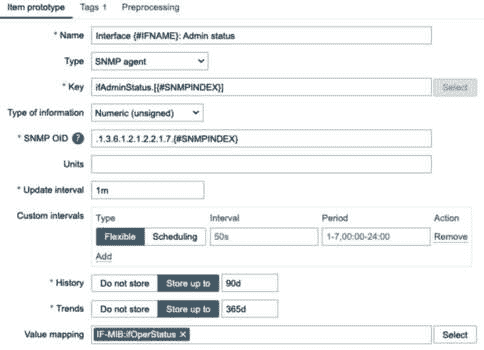 Item prototype Tags 1 Preprocessing
* Name Interface {#IFNAME}: Admin status
Type SNMP agent
* Key ifAdminStatus.[{#SNMPINDEX}] Select
Type of information Numeric (unsigned)
* SNMP OiD ? .1.3.6.1.2.1.2.2.1.7.{#SNMPINDEX}
Units
* Update interval 1m
Custom intervals Type Interval Period Action
Flexible Scheduling 50s 1-7,00:00-24:00 Remove
Add
* History Do not store Store up to 90d
* Trends Do not store Store up to 365d
Value mapping IF-MIB:ifOperStatus × Select